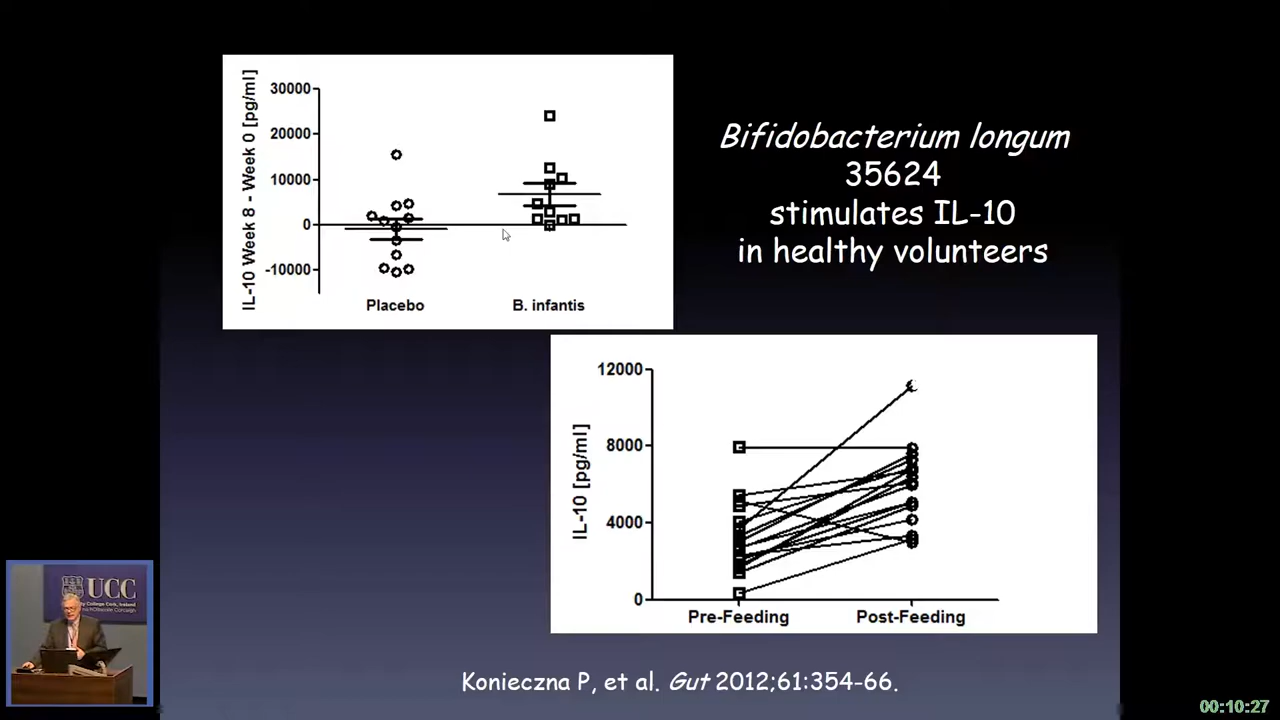 IL-10 Week 8 - Week 0 [pg/ml]
30000
20000
10000
0
-10000
Placebo
B. infantis
Bifidobacterium longum
35624
stimulates IL-10
in healthy volunteers
IL-10 [pg/ml]
12000
8000
4000
0
Pre-Feeding
Post-Feeding
UCC
Konieczna P, et al. Gut 2012;61:354-66.
00:10:27